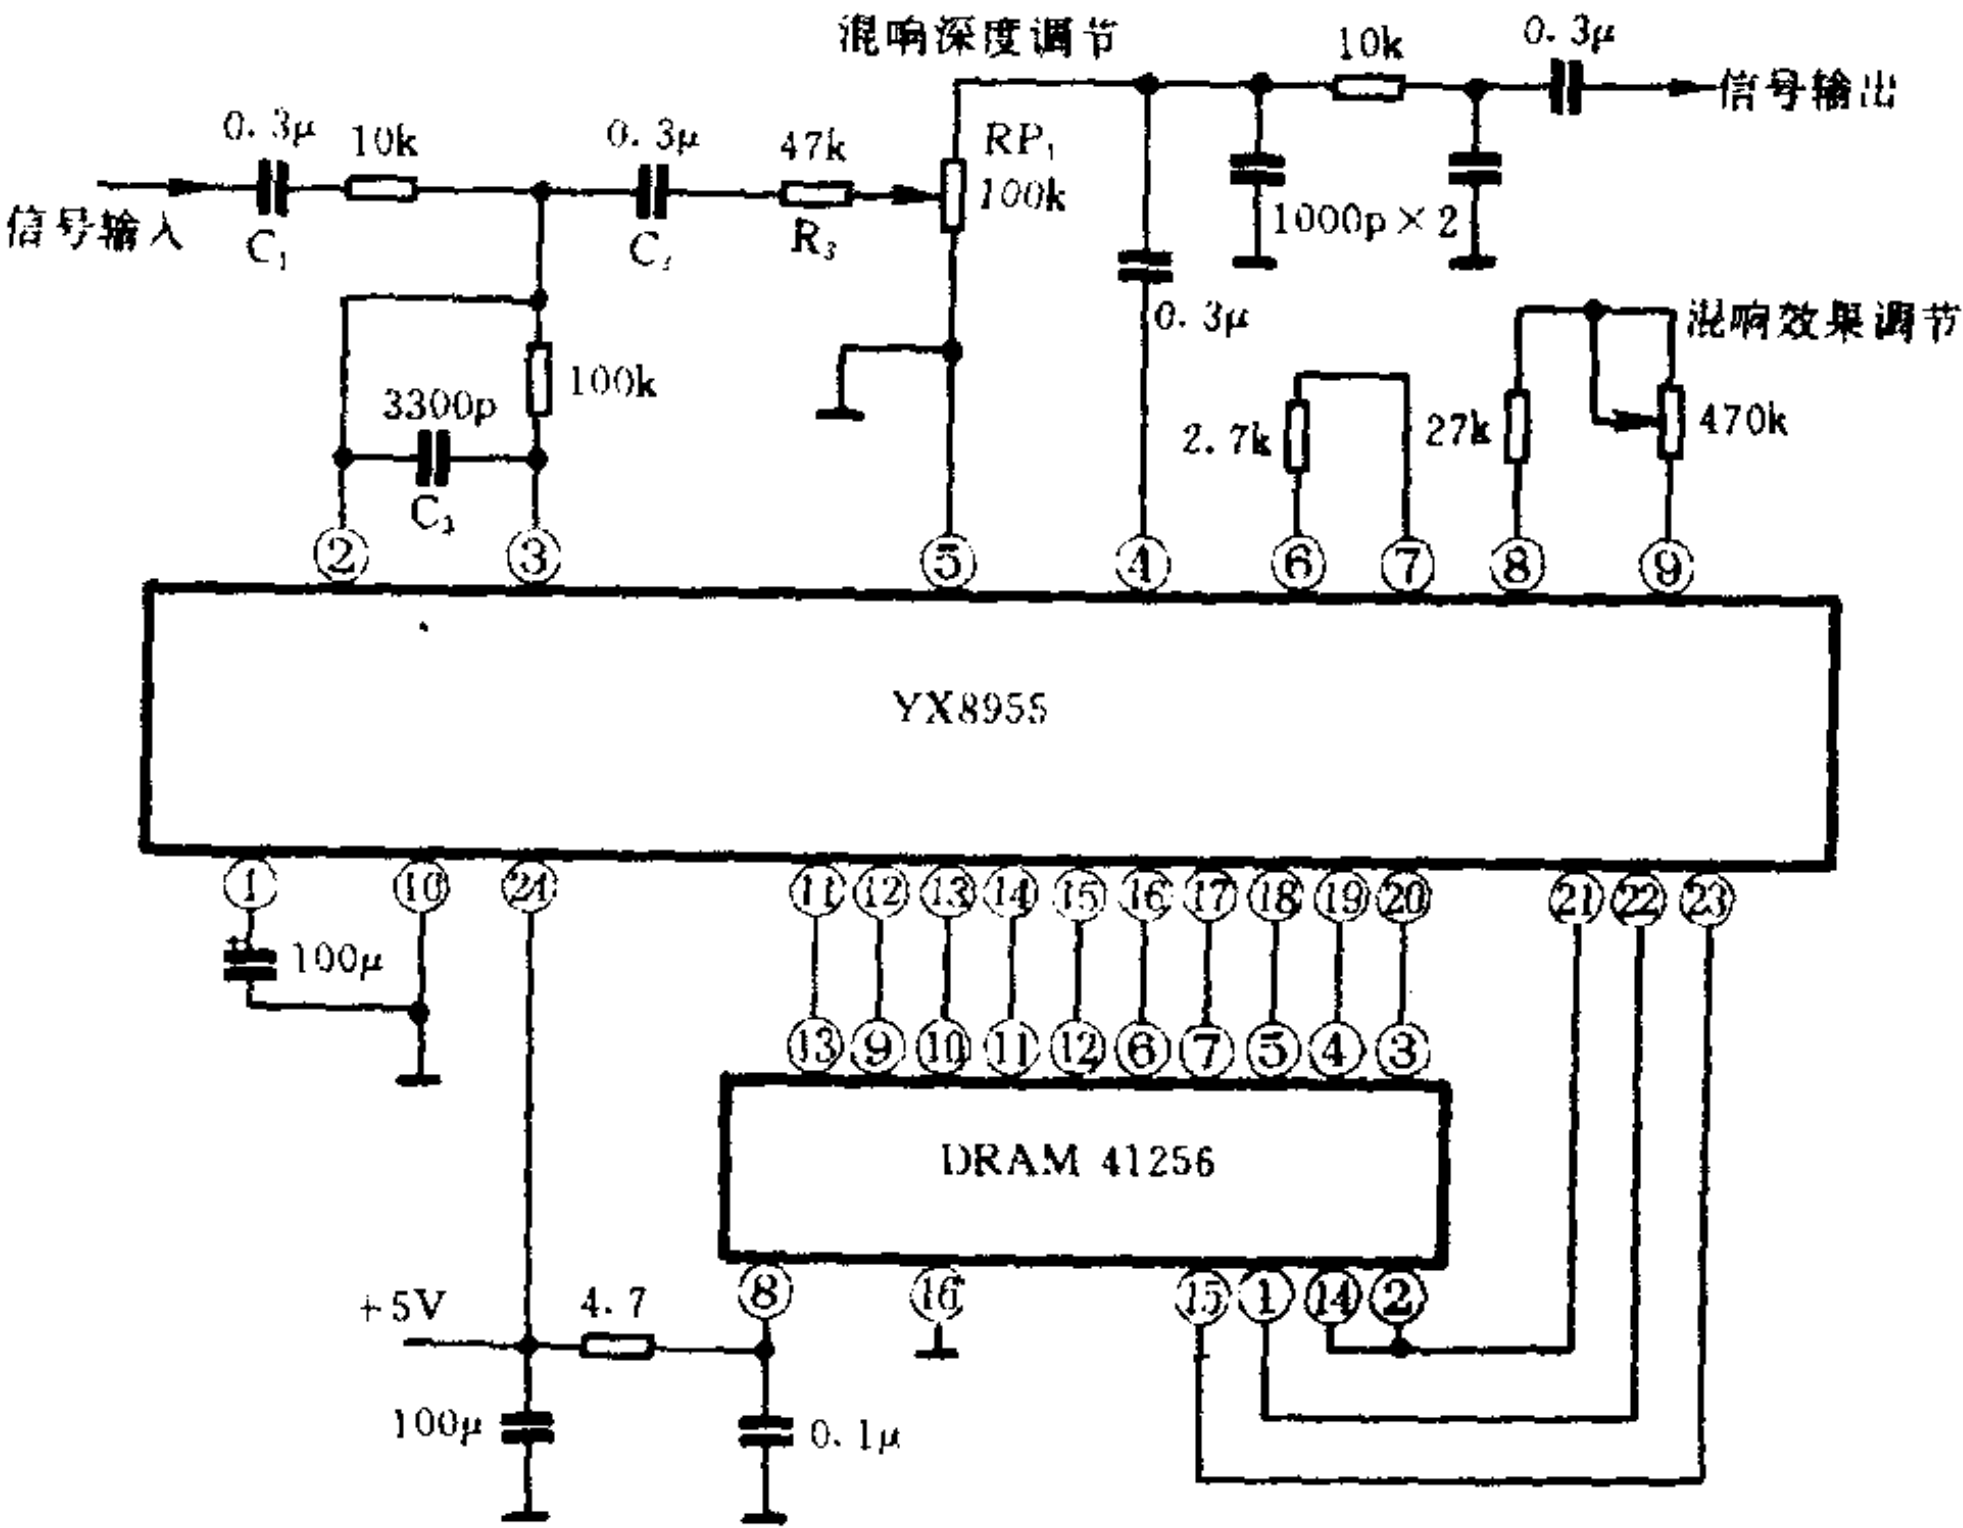 混响深度调节
10k
0.3μ
信号输出
0.3μ
10k
0.3μ
47k
RP₁
100k
信号输入
C₁
R₃
1000p×2
0.3μ
混响效果调节
3300p
100k
2.7k
27k
470k
② ③ ⑤ ④ ⑥ ⑦ ⑧ ⑨
YX8955
① ⑩ ㉔ ⑪ ⑫ ⑬ ⑭ ⑮ ⑯ ⑰ ⑱ ⑲ ⑳ ㉑ ㉒ ㉓
+
100μ
⑬ ⑨ ⑩ ⑪ ⑫ ⑥ ⑦ ⑤ ④ ③
DRAM 41256
⑧ ⑯ ⑮ ① ⑭ ②
+5V
4.7
100μ
0.1μ